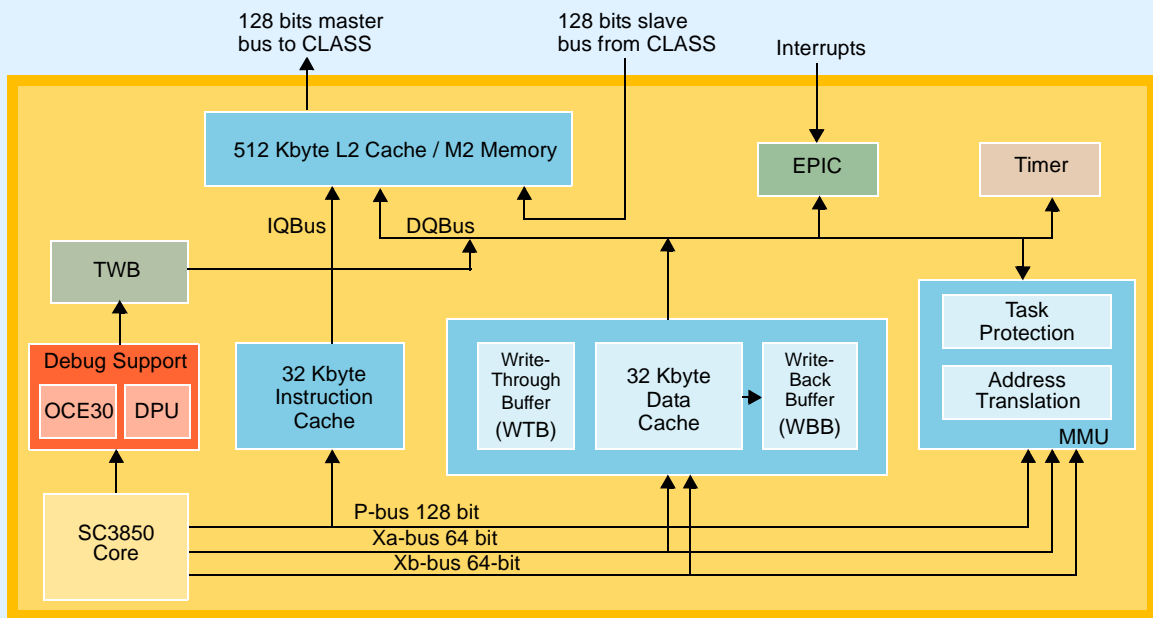 128 bits master
bus to CLASS
128 bits slave
bus from CLASS
Interrupts
512 Kbyte L2 Cache / M2 Memory
EPIC
Timer
IQBus
DQBus
TWB
Task
Protection
Address
Translation
MMU
Debug Support
OCE30
DPU
32 Kbyte
Instruction
Cache
Write-
Through
Buffer
(WTB)
32 Kbyte
Data
Cache
Write-
Back
Buffer
(WBB)
SC3850
Core
P-bus 128 bit
Xa-bus 64 bit
Xb-bus 64-bit